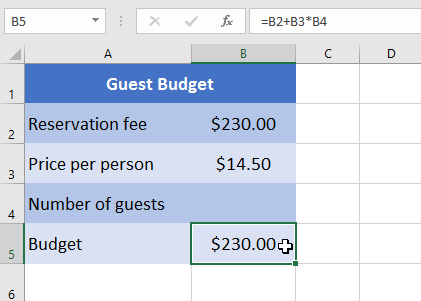 B5 fx =B2+B3*B4
A B C D
1 Guest Budget
2 Reservation fee $230.00
3 Price per person $14.50
4 Number of guests
5 Budget $230.00
6